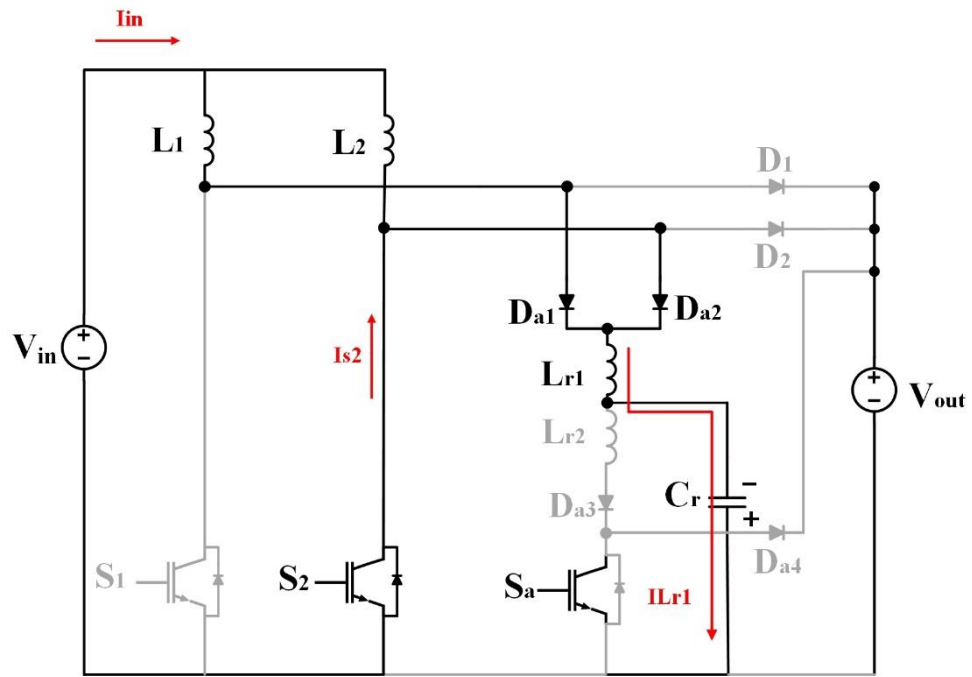 Iin
L1
L2
D1
D2
Da1
Da2
Vin
+
−
Is2
Lr1
+
−
Vout
Lr2
Da3
Cr
−
+
Da4
S1
S2
Sa
ILr1